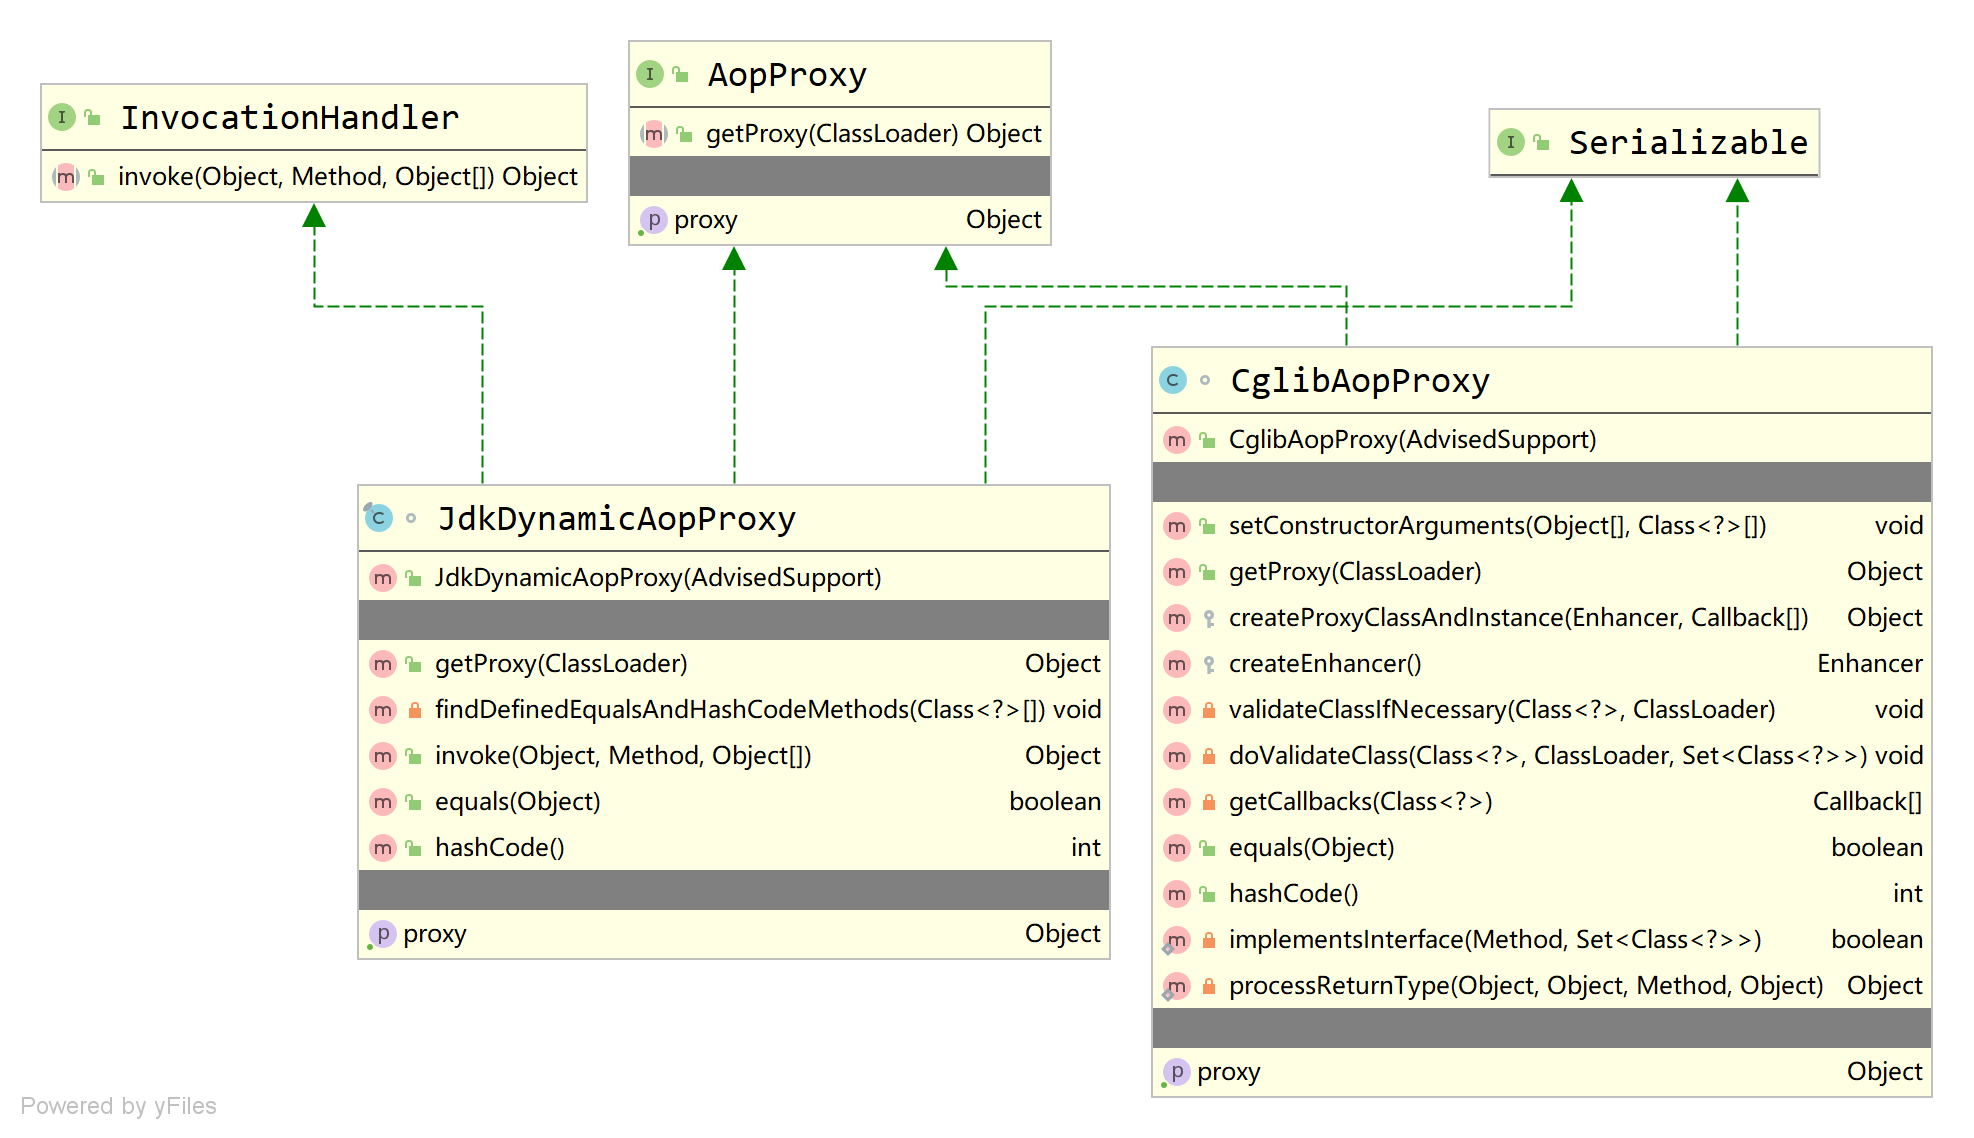 InvocationHandler
invoke(Object, Method, Object[]) Object
AopProxy
getProxy(ClassLoader) Object
proxy Object
Serializable
JdkDynamicAopProxy
JdkDynamicAopProxy(AdvisedSupport)
getProxy(ClassLoader) Object
findDefinedEqualsAndHashCodeMethods(Class<?>[]) void
invoke(Object, Method, Object[]) Object
equals(Object) boolean
hashCode() int
proxy Object
CglibAopProxy
CglibAopProxy(AdvisedSupport)
setConstructorArguments(Object[], Class<?>[]) void
getProxy(ClassLoader) Object
createProxyClassAndInstance(Enhancer, Callback[]) Object
createEnhancer() Enhancer
validateClassIfNecessary(Class<?>, ClassLoader) void
doValidateClass(Class<?>, ClassLoader, Set<Class<?>>) void
getCallbacks(Class<?>) Callback[]
equals(Object) boolean
hashCode() int
implementsInterface(Method, Set<Class<?>>) boolean
processReturnType(Object, Object, Method, Object) Object
proxy Object
Powered by yFiles